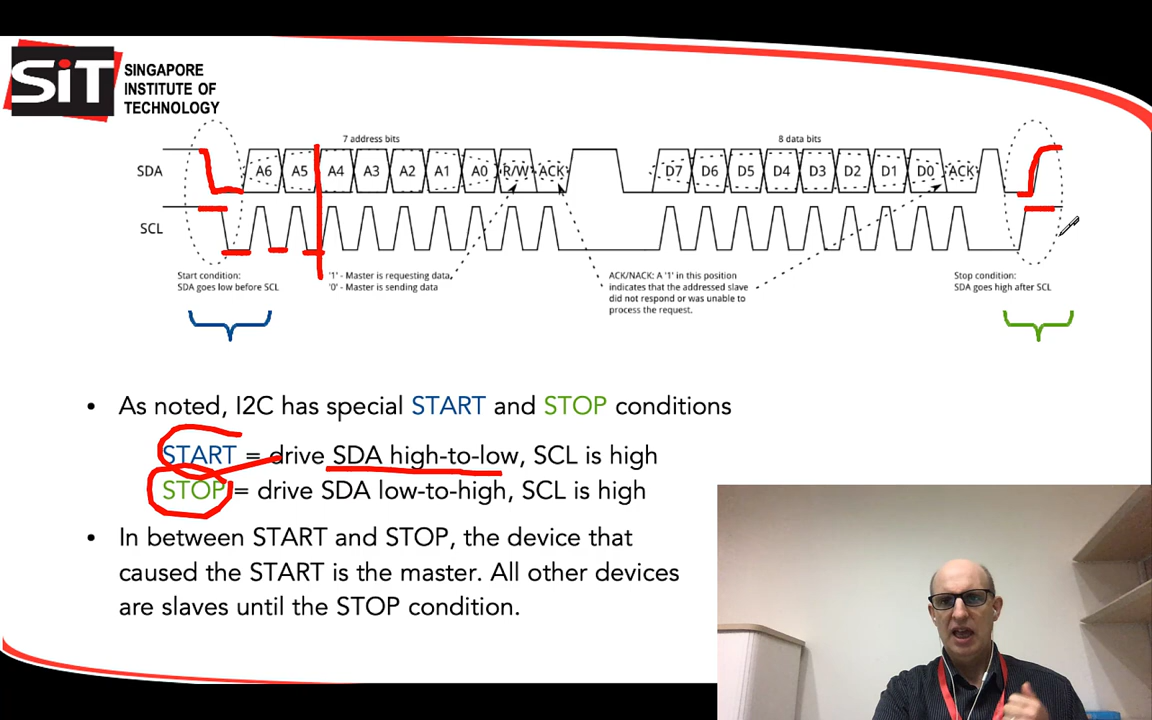 SiT
SINGAPORE
INSTITUTE OF
TECHNOLOGY
7 address bits
8 data bits
SDA
A6 A5 A4 A3 A2 A1 A0 R/W ACK D7 D6 D5 D4 D3 D2 D1 D0 ACK
SCL
Start condition:
SDA goes low before SCL
'1' - Master is requesting data,
'0' - Master is sending data
ACK/NACK: A '1' in this position
indicates that the addressed slave
did not respond or was unable to
process the request.
Stop condition:
SDA goes high after SCL
• As noted, I2C has special START and STOP conditions
START = drive SDA high-to-low, SCL is high
STOP = drive SDA low-to-high, SCL is high
• In between START and STOP, the device that
caused the START is the master. All other devices
are slaves until the STOP condition.